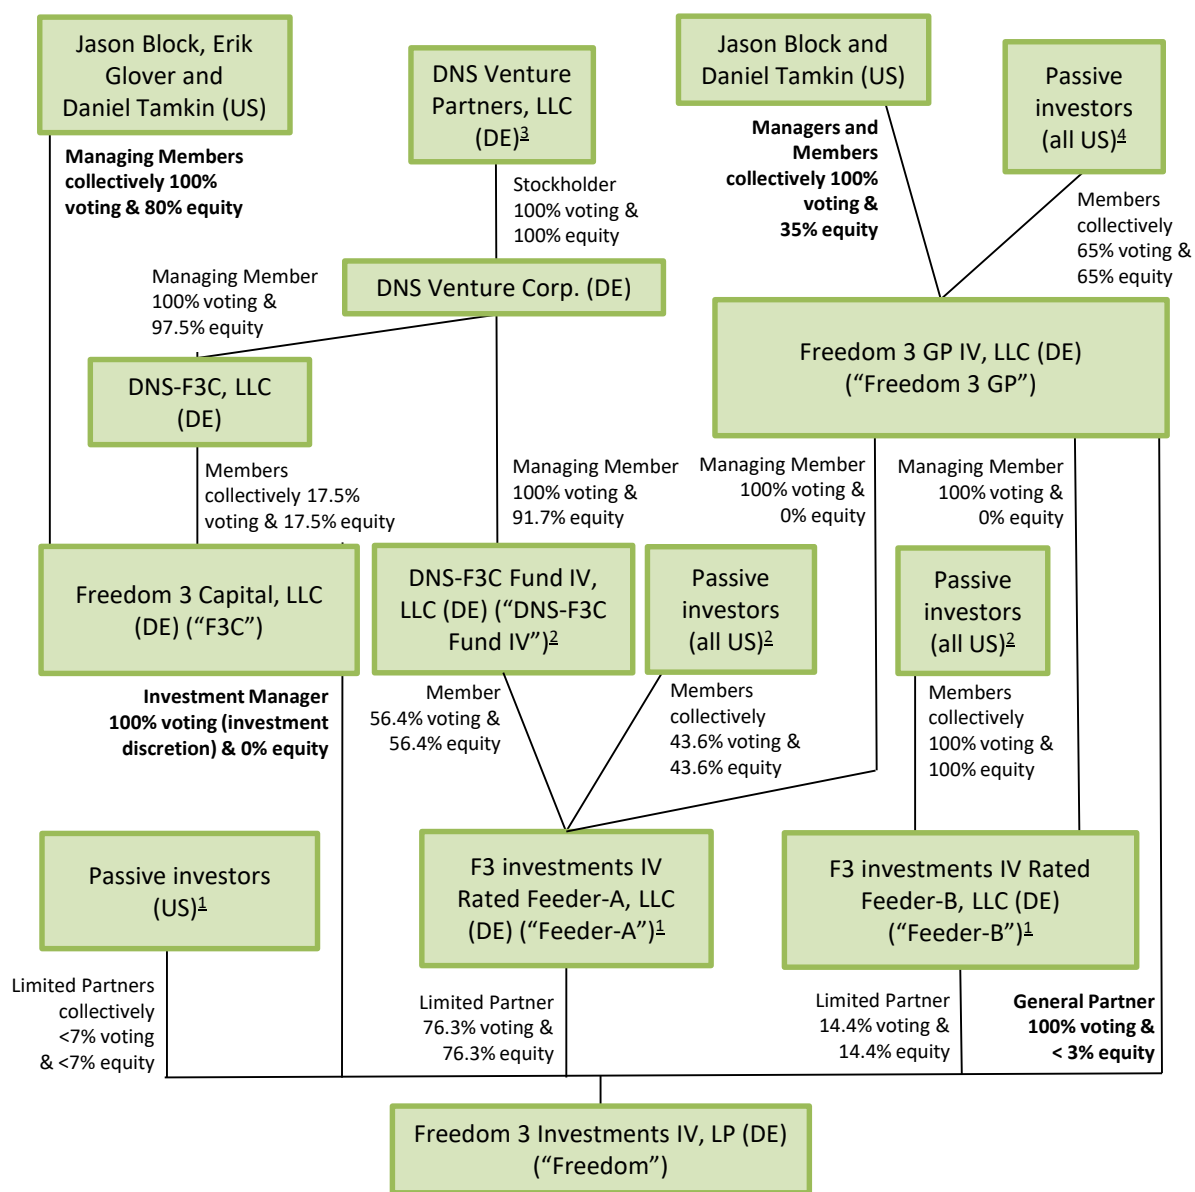 Jason Block, Erik
Glover and
Daniel Tamkin (US)
DNS Venture
Partners, LLC
(DE)3
Jason Block and
Daniel Tamkin (US)
Passive
investors
(all US)4
Managing Members
collectively 100%
voting & 80% equity
Stockholder
100% voting &
100% equity
Managers and
Members
collectively 100%
voting &
35% equity
Members
collectively
65% voting &
65% equity
Managing Member
100% voting &
97.5% equity
DNS Venture Corp. (DE)
Freedom 3 GP IV, LLC (DE)
(“Freedom 3 GP”)
DNS-F3C, LLC
(DE)
Members
collectively 17.5%
voting & 17.5% equity
Managing Member
100% voting &
91.7% equity
Managing Member
100% voting &
0% equity
Managing Member
100% voting &
0% equity
Freedom 3 Capital, LLC
(DE) (“F3C”)
DNS-F3C Fund IV,
LLC (DE) (“DNS-F3C
Fund IV”)2
Passive
investors
(all US)2
Passive
investors
(all US)2
Investment Manager
100% voting (investment
discretion) & 0% equity
Member
56.4% voting &
56.4% equity
Members
collectively
43.6% voting &
43.6% equity
Members
collectively
100% voting &
100% equity
Passive investors
(US)1
F3 investments IV
Rated Feeder-A, LLC
(DE) (“Feeder-A”)1
F3 investments IV Rated
Feeder-B, LLC (DE)
(“Feeder-B”)1
Limited Partners
collectively
<7% voting
& <7% equity
Limited Partner
76.3% voting &
76.3% equity
Limited Partner
14.4% voting &
14.4% equity
General Partner
100% voting &
< 3% equity
Freedom 3 Investments IV, LP (DE)
(“Freedom”)